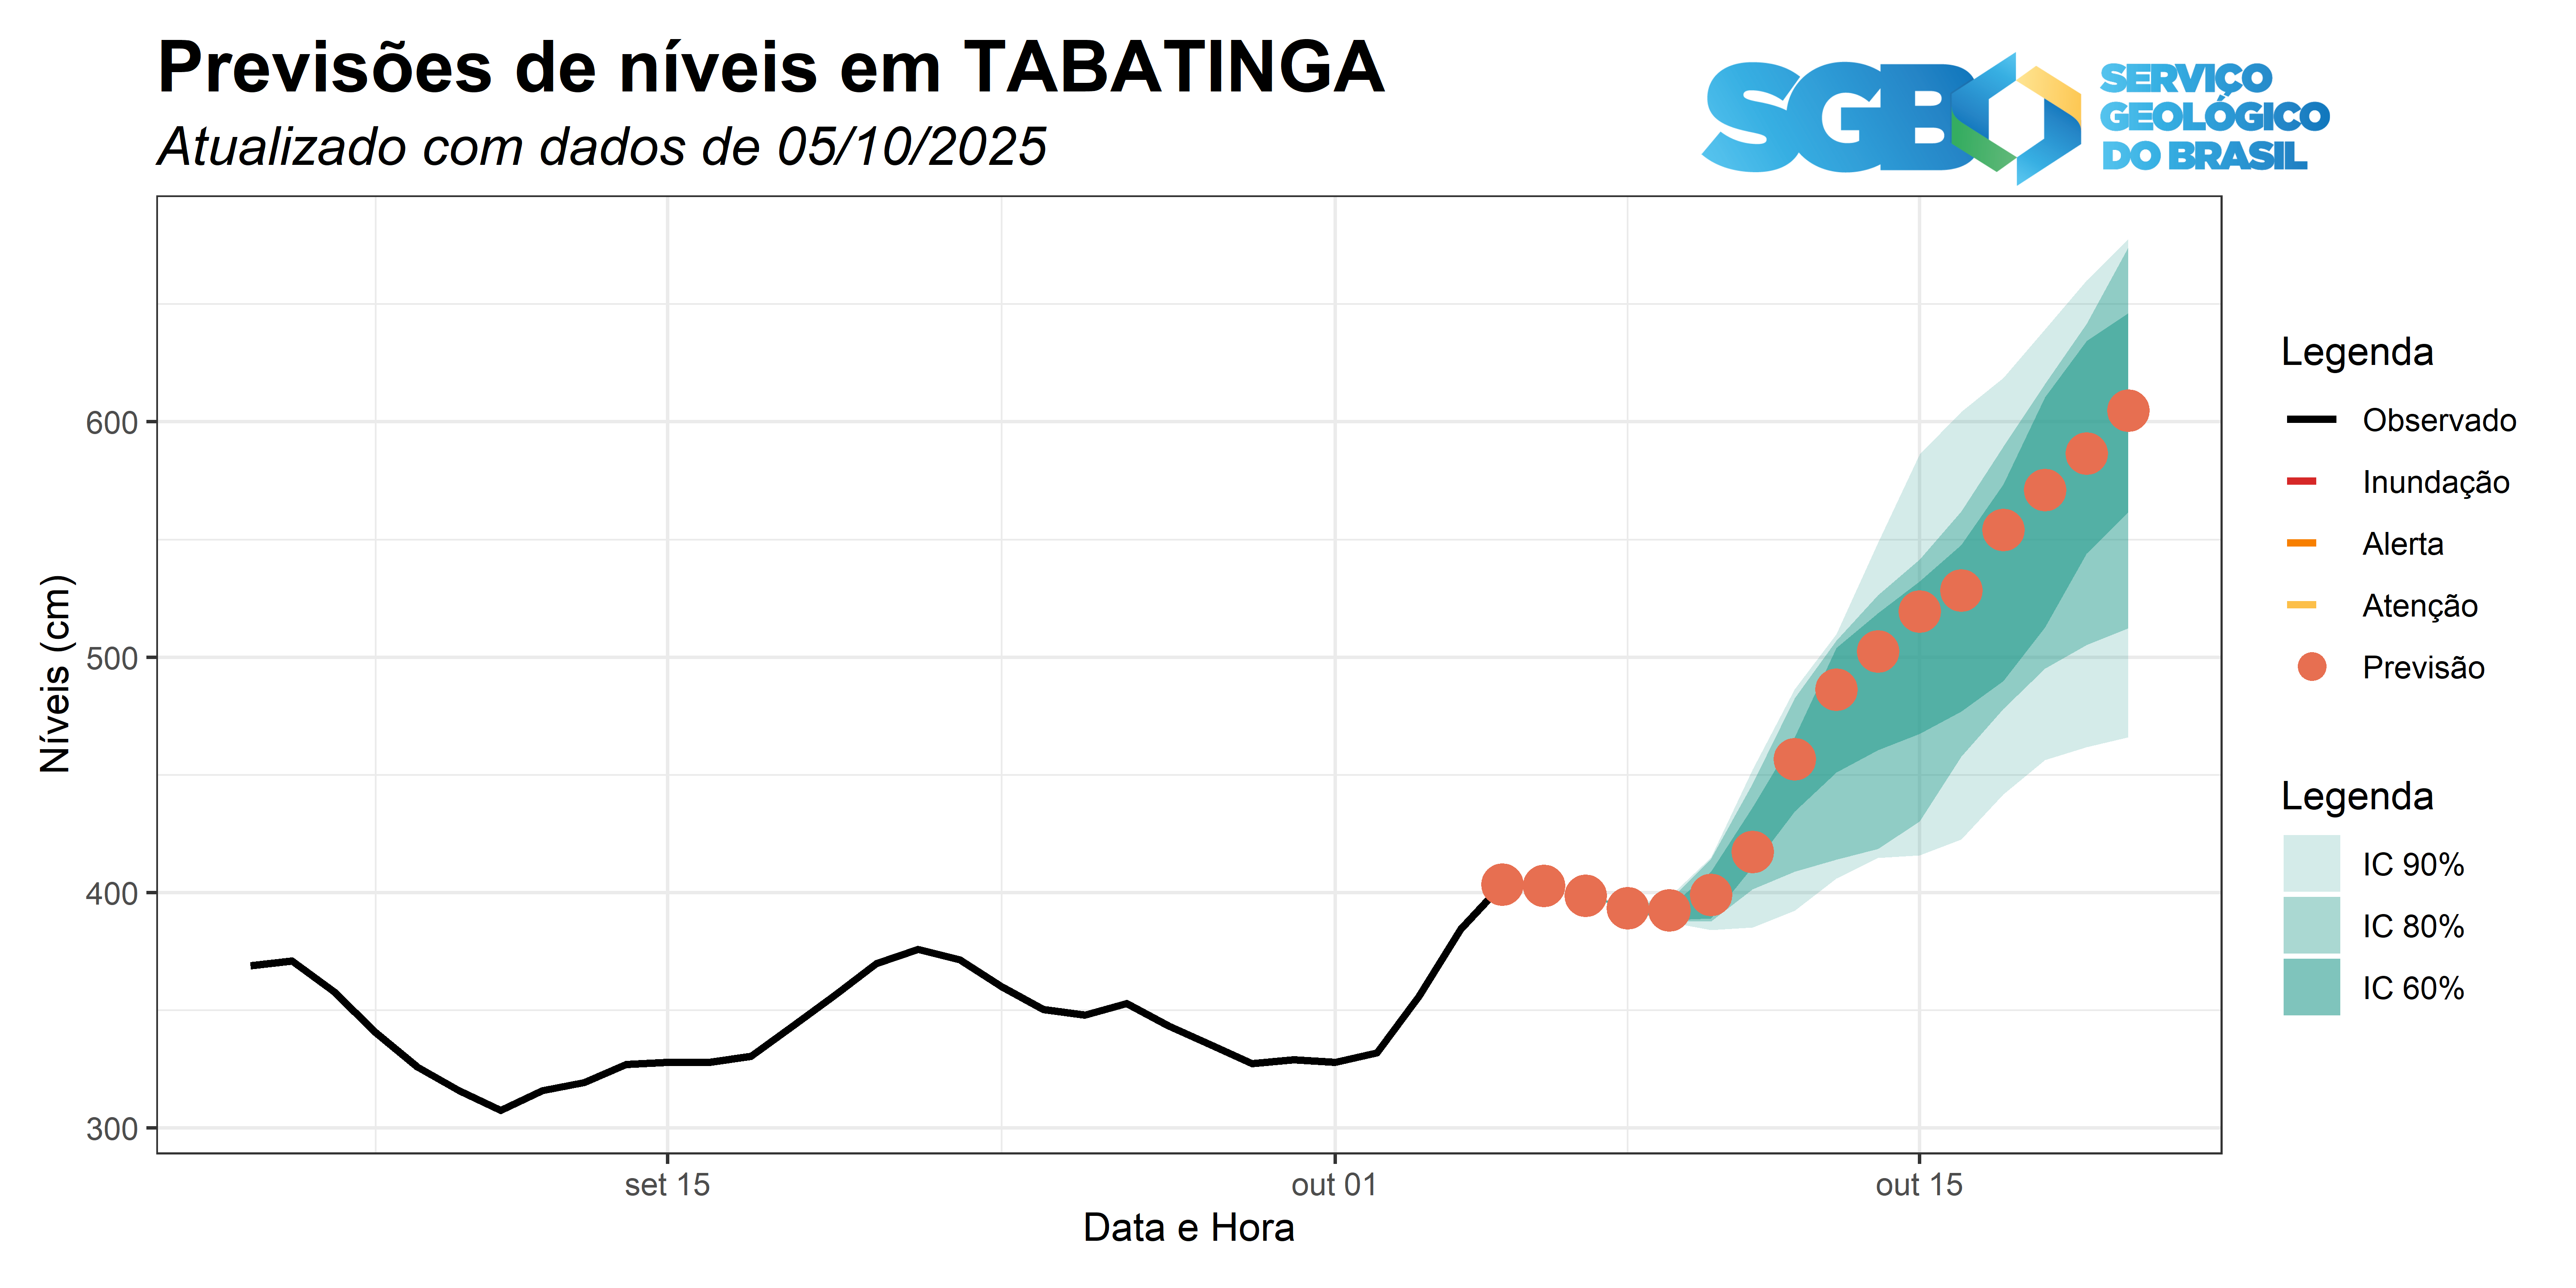 Previsões de níveis em TABATINGA
Atualizado com dados de 05/10/2025
SGB
SERVIÇO
GEOLÓGICO
DO BRASIL
Níveis (cm)
600
500
400
300
set 15
out 01
out 15
Data e Hora
Legenda
Observado
Inundação
Alerta
Atenção
Previsão
Legenda
IC 90%
IC 80%
IC 60%